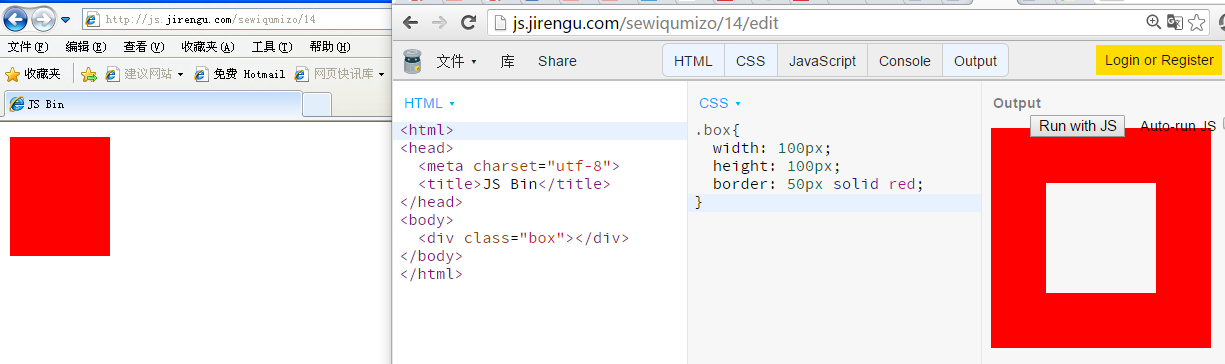 http://js.jirengu.com/sewiqumizo/14
文件(F) 编辑(E) 查看(V) 收藏夹(A) 工具(T) 帮助(H)
收藏夹 建议网站 免费 Hotmail 网页快讯库
JS Bin
js.jirengu.com/sewiqumizo/14/edit
文件 库 Share HTML CSS JavaScript Console Output Login or Register
HTML
<html>
<head>
<meta charset="utf-8">
<title>JS Bin</title>
</head>
<body>
<div class="box"></div>
</body>
</html>
CSS
.box{
width: 100px;
height: 100px;
border: 50px solid red;
}
Output
Run with JS Auto-run JS